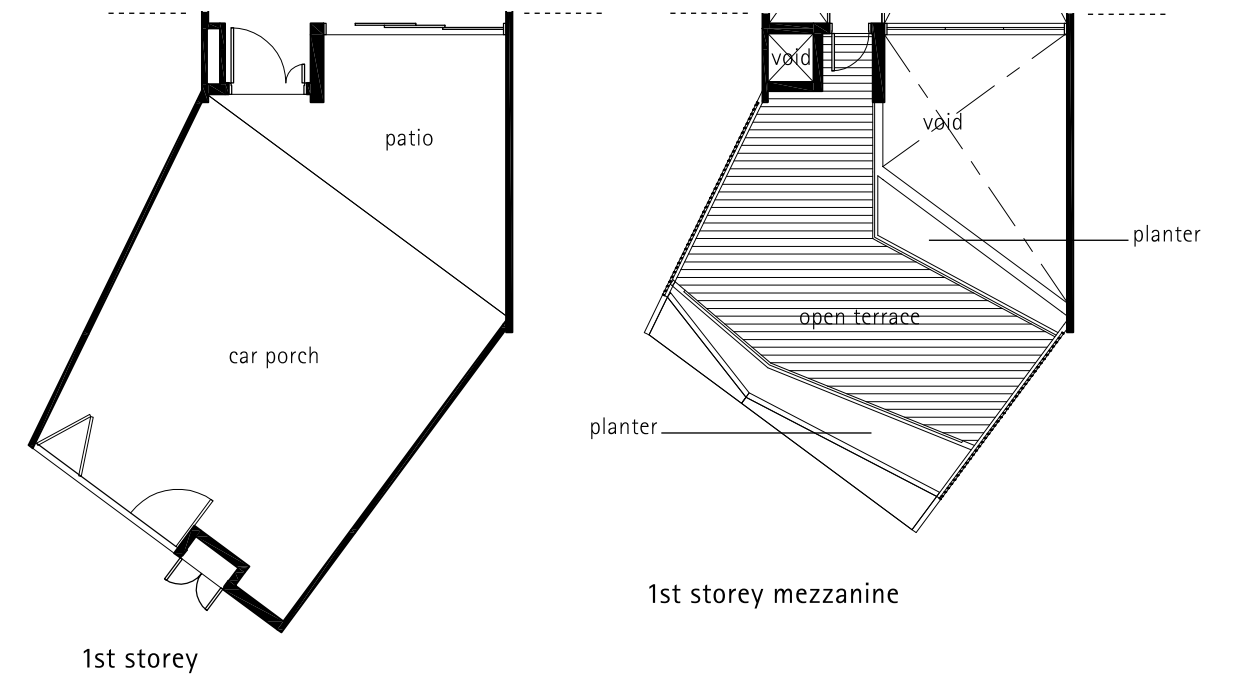 patio
car porch
1st storey
void
void
planter
open terrace
planter
1st storey mezzanine